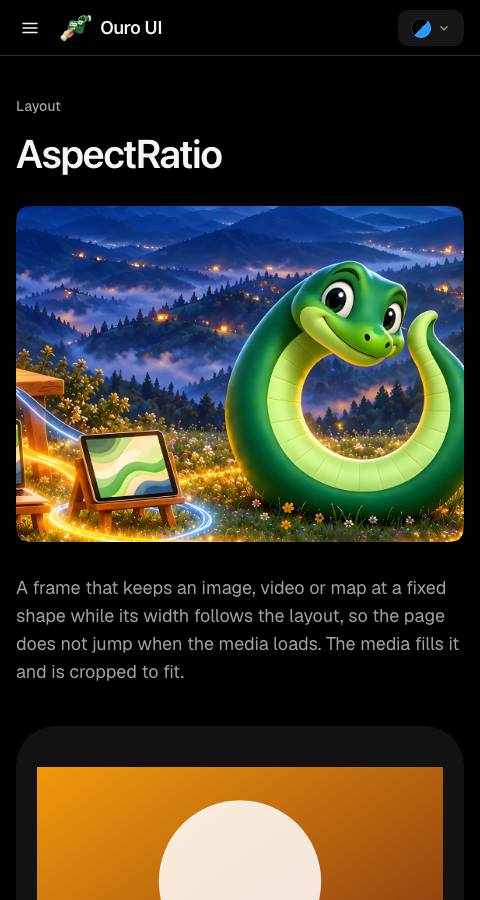 Ouro UI
Layout
AspectRatio
A frame that keeps an image, video or map at a fixed
shape while its width follows the layout, so the page
does not jump when the media loads. The media fills it
and is cropped to fit.